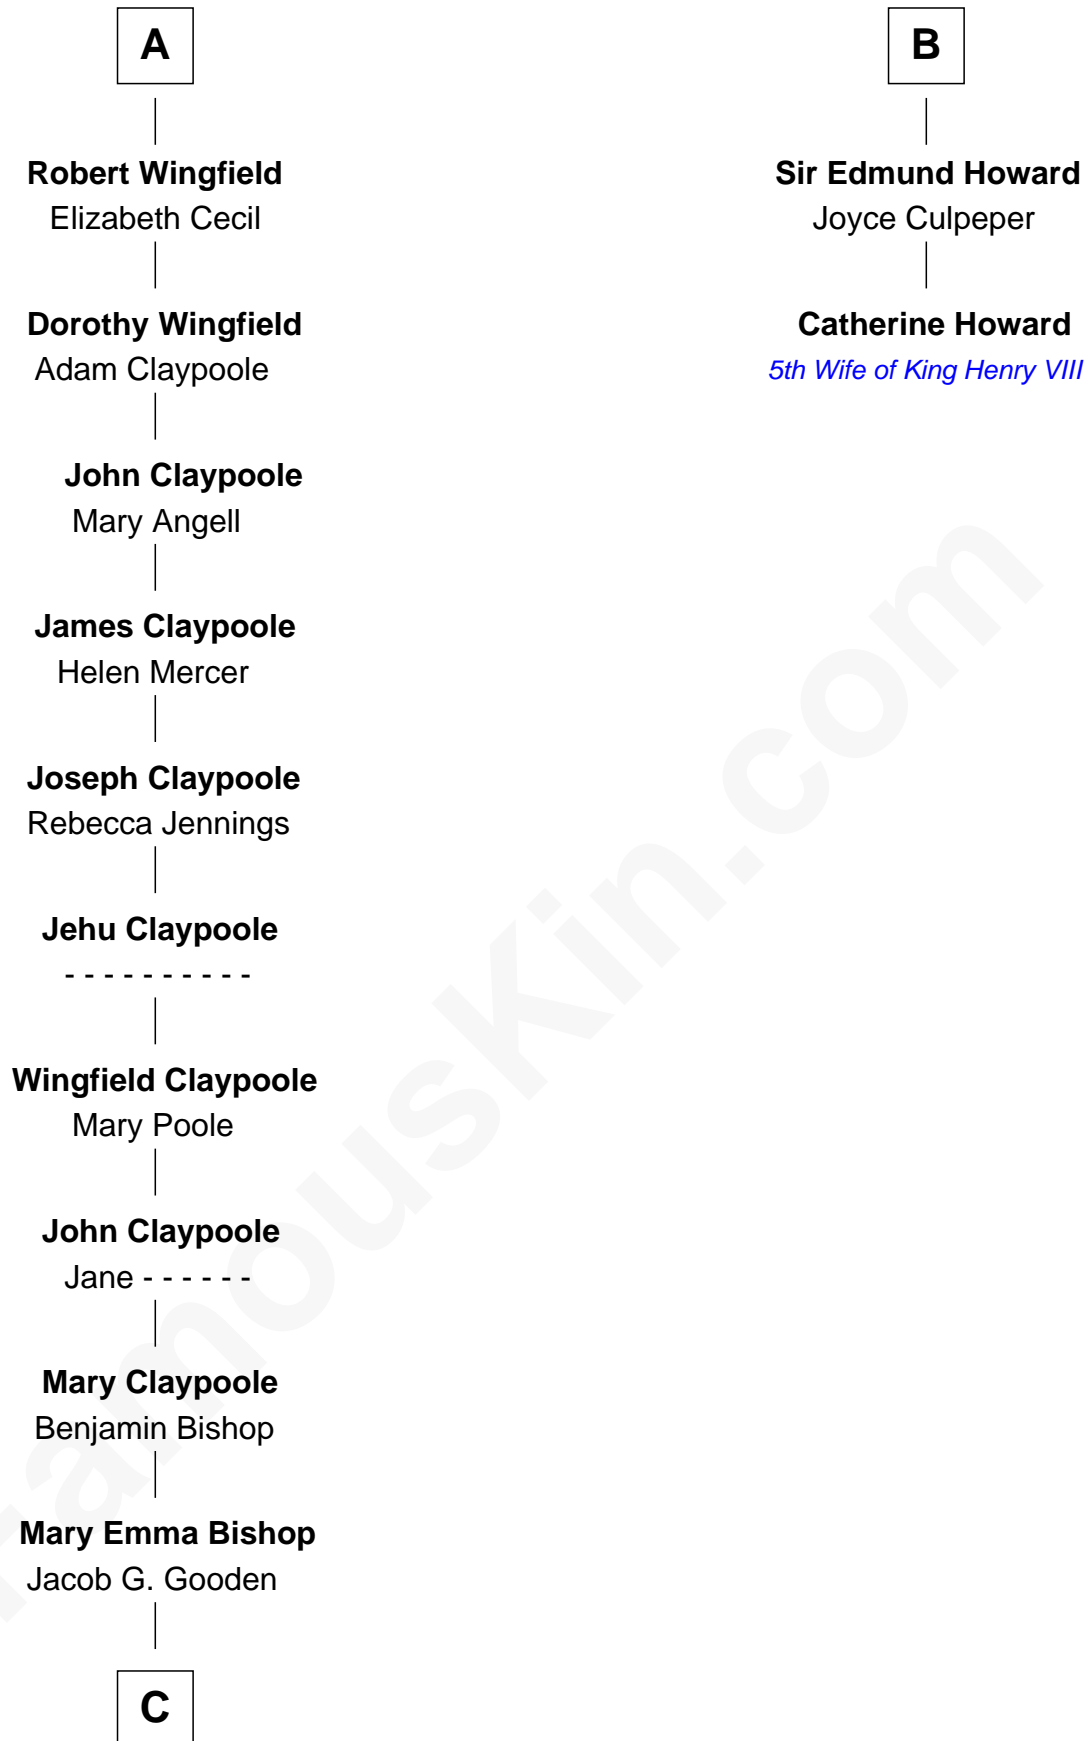 A
B
Robert Wingfield
Elizabeth Cecil
Sir Edmund Howard
Joyce Culpeper
Dorothy Wingfield
Adam Claypoole
Catherine Howard
5th Wife of King Henry VIII
John Claypoole
Mary Angell
James Claypoole
Helen Mercer
Joseph Claypoole
Rebecca Jennings
Jehu Claypoole
- - - - - - - - - -
Wingfield Claypoole
Mary Poole
John Claypoole
Jane - - - - - -
Mary Claypoole
Benjamin Bishop
Mary Emma Bishop
Jacob G. Gooden
C
FamousKin.com